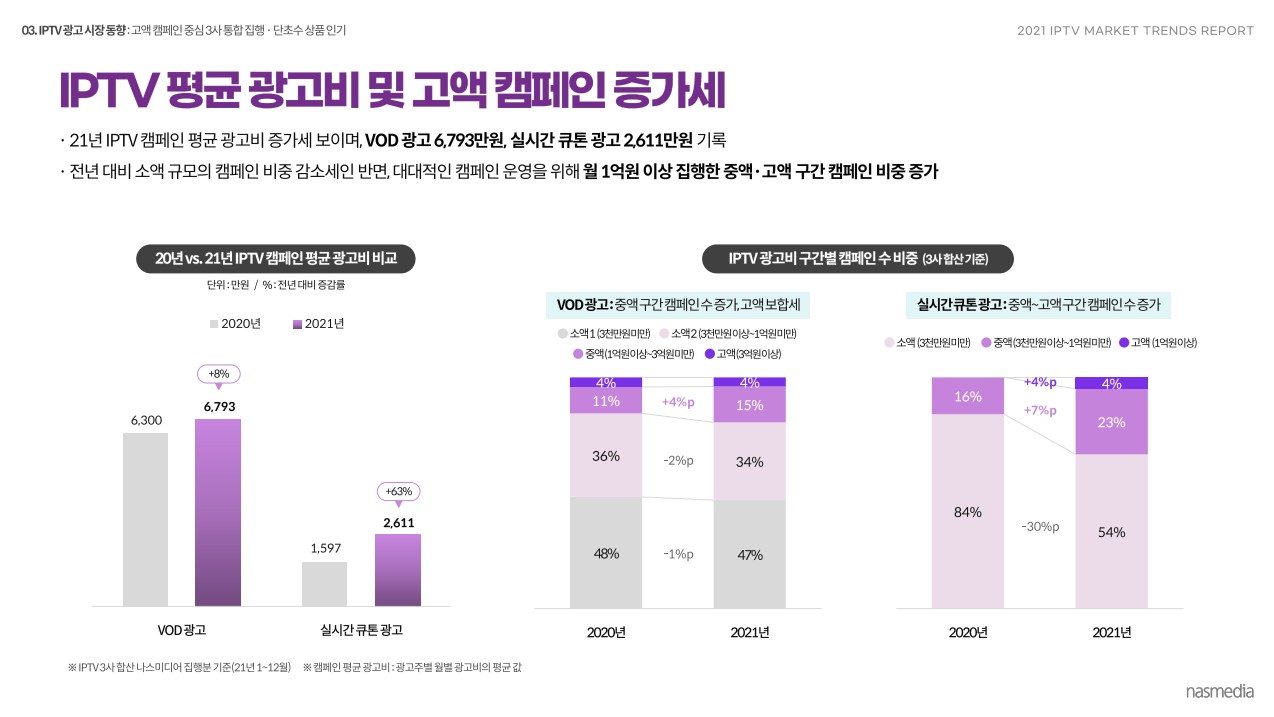 03. IPTV 광고 시장 동향 : 고액 캠페인 중심 3사 통합 집행 · 단초수 상품 인기
2021 IPTV MARKET TRENDS REPORT
IPTV 평균 광고비 및 고액 캠페인 증가세
· 21년 IPTV 캠페인 평균 광고비 증가세 보이며, VOD 광고 6,793만원, 실시간 큐톤 광고 2,611만원 기록
· 전년 대비 소액 규모의 캠페인 비중 감소세인 반면, 대대적인 캠페인 운영을 위해 월 1억원 이상 집행한 중액·고액 구간 캠페인 비중 증가
20년 vs. 21년 IPTV 캠페인 평균 광고비 비교
단위 : 만원 / % : 전년 대비 증감률
2020년
2021년
+8%
6,300
6,793
+63%
1,597
2,611
VOD 광고
실시간 큐톤 광고
IPTV 광고비 구간별 캠페인 수 비중 (3사 합산 기준)
VOD 광고 : 중액 구간 캠페인 수 증가, 고액 보합세
소액 1 (3천만원미만)
소액 2 (3천만원이상~1억원미만)
중액 (1억원이상~3억원미만)
고액 (3억원이상)
4%
4%
11%
+4%p
15%
36%
-2%p
34%
48%
-1%p
47%
2020년
2021년
실시간 큐톤 광고 : 중액~고액 구간 캠페인 수 증가
소액 (3천만원미만)
중액 (3천만원이상~1억원미만)
고액 (1억원이상)
+4%p
4%
16%
+7%p
23%
84%
-30%p
54%
2020년
2021년
※ IPTV 3사 합산 나스미디어 집행분 기준(21년 1~12월)
※ 캠페인 평균 광고비 : 광고주별 월별 광고비의 평균 값
nasmedia